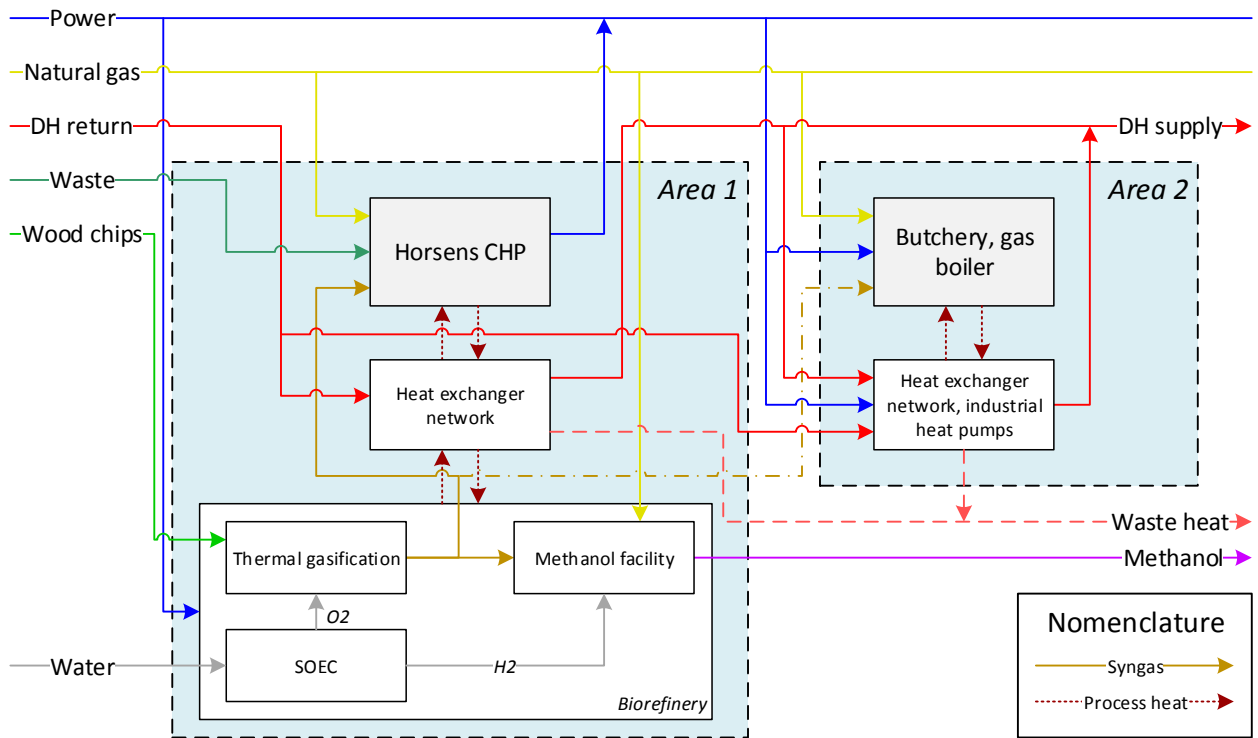 Power
Natural gas
DH return
DH supply
Waste
Area 1
Area 2
Wood chips
Horsens CHP
Butchery, gas
boiler
Heat exchanger
network
Heat exchanger
network, industrial
heat pumps
Waste heat
Thermal gasification
Methanol facility
Methanol
O2
Nomenclature
Water
SOEC
H2
Syngas
Biorefinery
Process heat